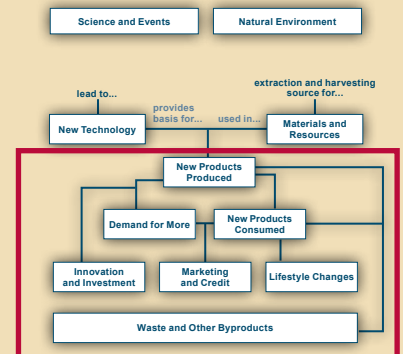 Science and Events
Natural Environment
lead to...
extraction and harvesting
source for...
provides
basis for...
used in...
New Technology
Materials and
Resources
New Products
Produced
Demand for More
New Products
Consumed
Innovation
and Investment
Marketing
and Credit
Lifestyle Changes
Waste and Other Byproducts